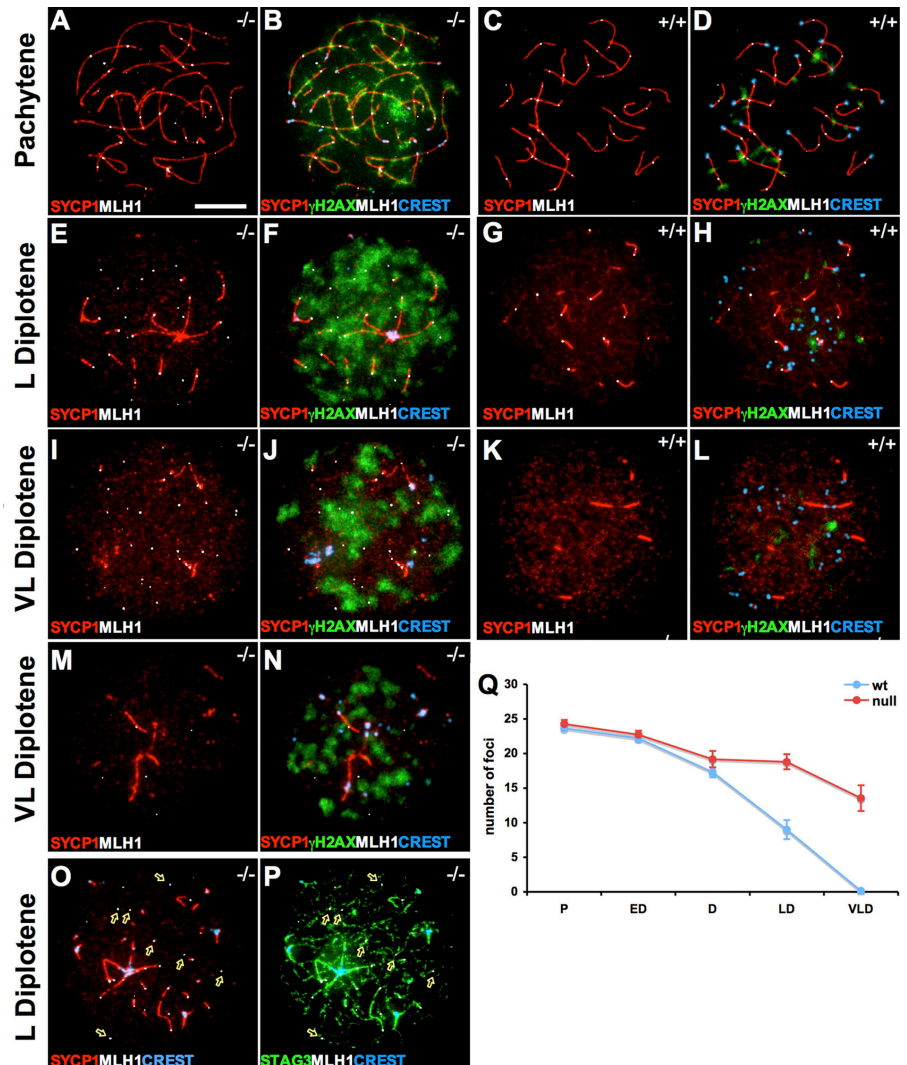 Pachytene
A -/-
SYCP1MLH1
B -/-
SYCP1γH2AXMLH1CREST
C +/+
SYCP1MLH1
D +/+
SYCP1γH2AXMLH1CREST
L Diplotene
E -/-
SYCP1MLH1
F -/-
SYCP1γH2AXMLH1CREST
G +/+
SYCP1MLH1
H +/+
SYCP1γH2AXMLH1CREST
VL Diplotene
I -/-
SYCP1MLH1
J -/-
SYCP1γH2AXMLH1CREST
K +/+
SYCP1MLH1
L +/+
SYCP1γH2AXMLH1CREST
VL Diplotene
M -/-
SYCP1MLH1
N -/-
SYCP1γH2AXMLH1CREST
Q
wt
null
number of foci
30
25
20
15
10
5
0
P ED D LD VLD
L Diplotene
O -/-
SYCP1MLH1CREST
P -/-
STAG3MLH1CREST